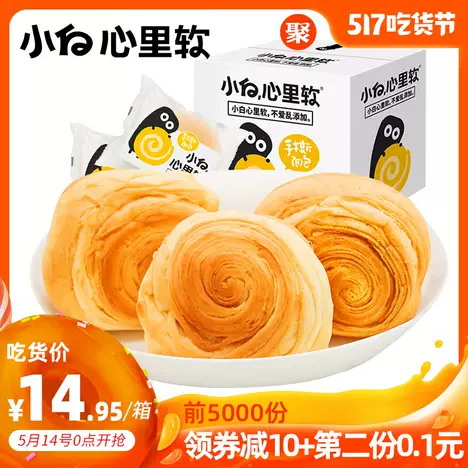 小白心里软
聚
517吃货节
小白心里软
小白心里软,不爱乱添加。
手撕面包
小白
心里软
吃货价
¥14.95/箱
5月14号0点开抢
前5000份
领券减10+第二份0.1元